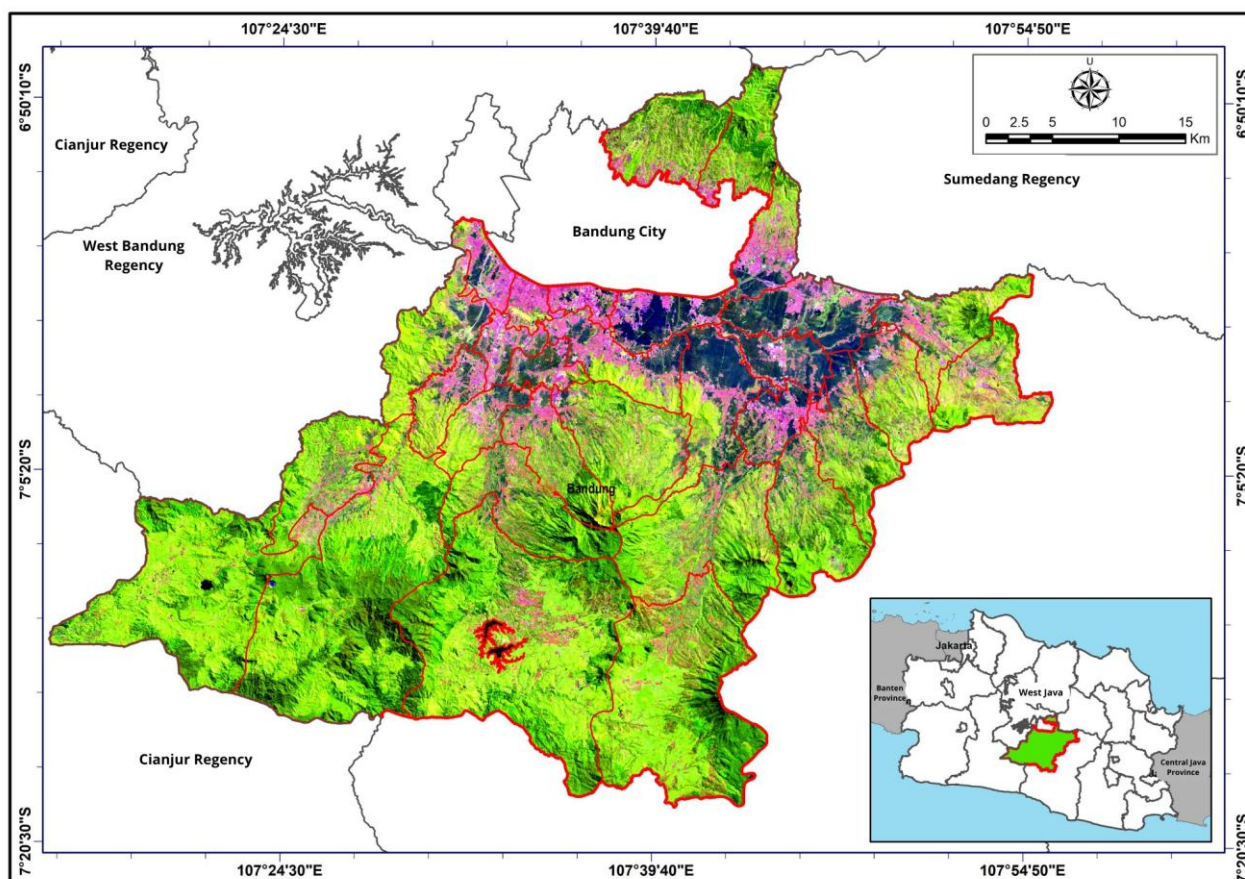 107°24'30"E
107°39'40"E
107°54'50"E
6°50'10"S
6°50'10"S
U
0 2.5 5 10 15
Km
Cianjur Regency
Sumedang Regency
Bandung City
West Bandung
Regency
7°5'20"S
7°5'20"S
Bandung
Jakarta
West Java
Banten
Province
Central Java
Province
Cianjur Regency
7°20'30"S
7°20'30"S
107°24'30"E
107°39'40"E
107°54'50"E